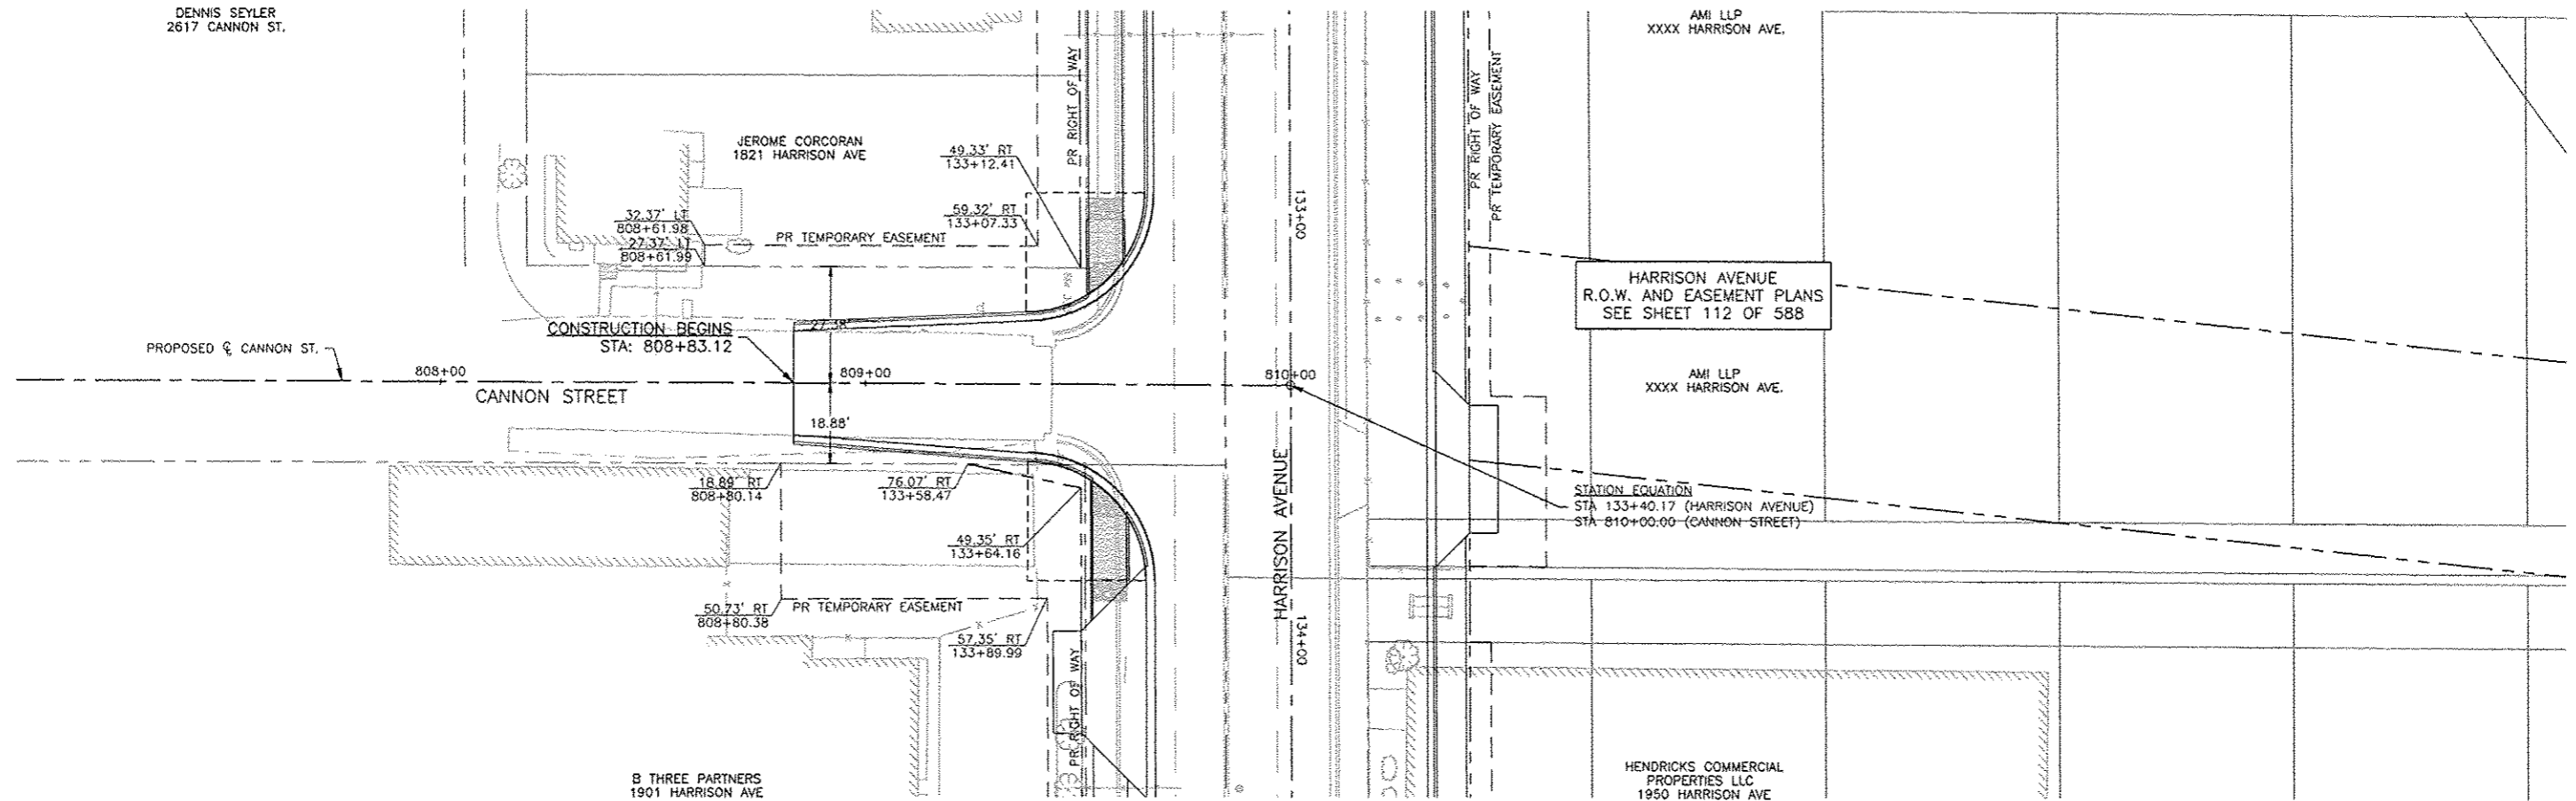 DENNIS SEYLER
2617 CANNON ST.
AMI LLP
XXXX HARRISON AVE.
PR RIGHT OF WAY
PR RIGHT OF WAY
PR TEMPORARY EASEMENT
JEROME CORCORAN
1821 HARRISON AVE
49.33' RT
133+12.41
59.32' RT
133+07.33
32.37' LT
808+61.98
27.37' LT
808+61.99
PR TEMPORARY EASEMENT
133+00
HARRISON AVENUE
R.O.W. AND EASEMENT PLANS
SEE SHEET 112 OF 588
CONSTRUCTION BEGINS
STA: 808+83.12
27.38'
PROPOSED ℄ CANNON ST.
808+00
809+00
810+00
CANNON STREET
AMI LLP
XXXX HARRISON AVE.
18.88'
18.89' RT
808+80.14
76.07' RT
133+58.47
HARRISON AVENUE
STATION EQUATION
STA 133+40.17 (HARRISON AVENUE)
STA 810+00.00 (CANNON STREET)
49.35' RT
133+64.16
50.73' RT
808+80.38
PR TEMPORARY EASEMENT
57.35' RT
133+89.99
134+00
PR RIGHT OF WAY
B THREE PARTNERS
1901 HARRISON AVE
HENDRICKS COMMERCIAL
PROPERTIES LLC
1950 HARRISON AVE